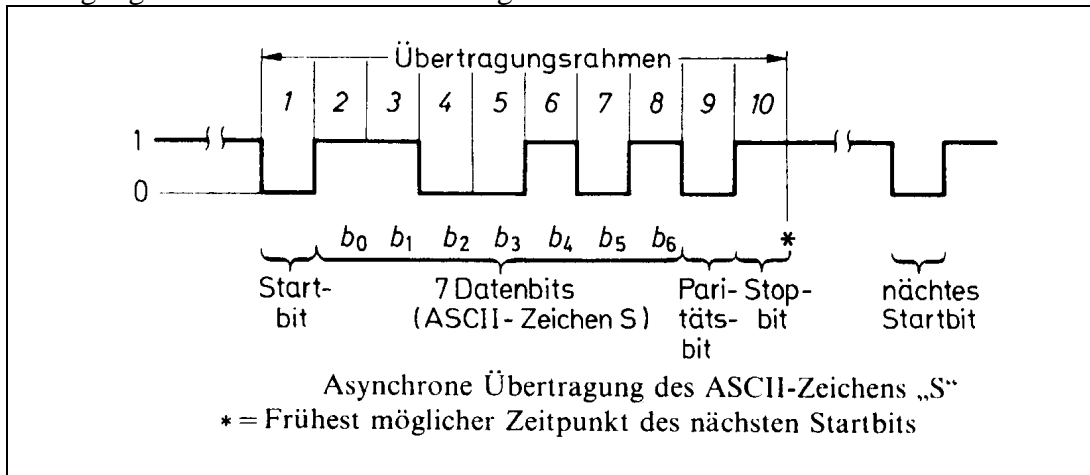 Übertragungsrahmen
1 2 3 4 5 6 7 8 9 10
1
0
b0 b1 b2 b3 b4 b5 b6 *
Start- 7 Datenbits Pari- Stop- nächtes
bit (ASCII-Zeichen S) täts- bit Startbit
bit
Asynchrone Übertragung des ASCII-Zeichens „S“
* = Frühest möglicher Zeitpunkt des nächsten Startbits